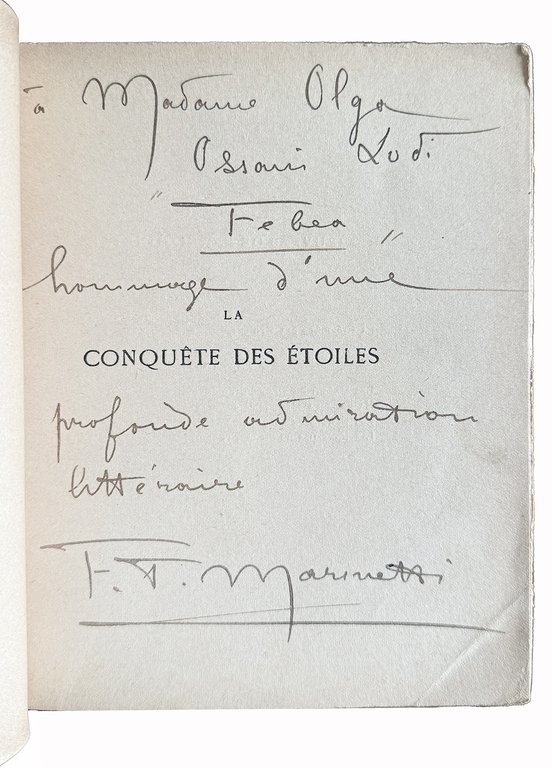 à Madame Olga
Ossani Lodi
"Febea"
hommage d'une
LA
CONQUÊTE DES ÉTOILES
profonde admiration
littéraire
F. T. Marinetti